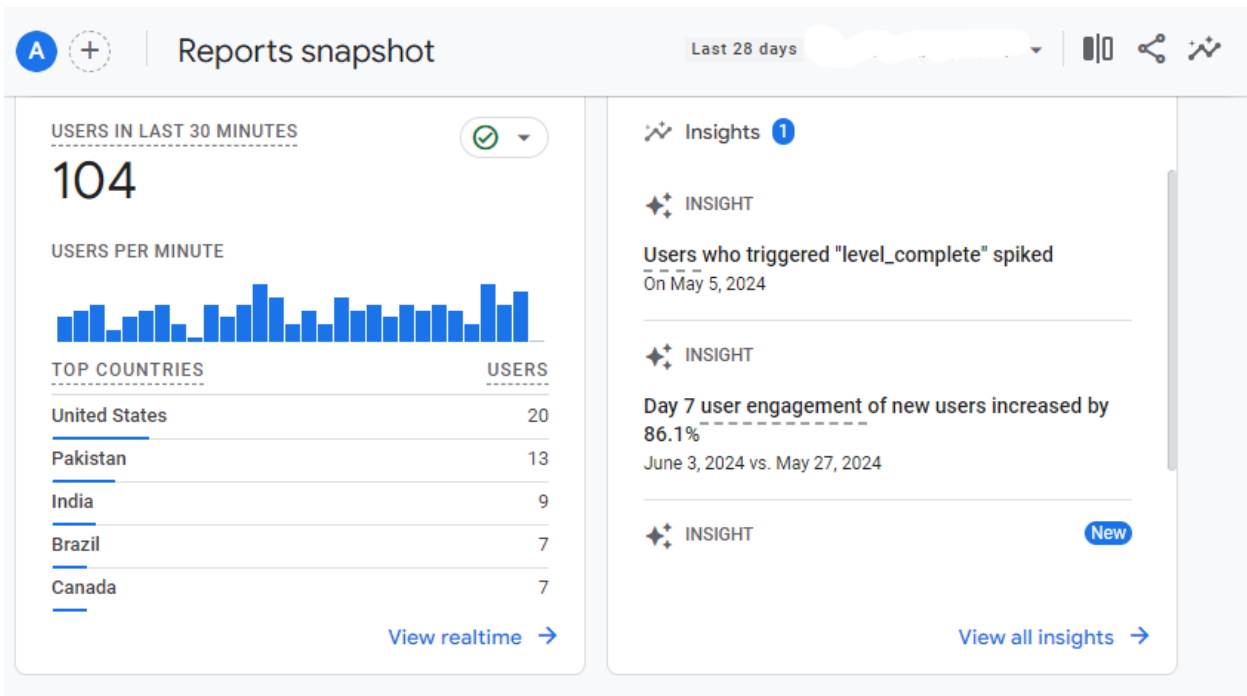 A
Reports snapshot
Last 28 days
USERS IN LAST 30 MINUTES
104
USERS PER MINUTE
TOP COUNTRIES USERS
United States 20
Pakistan 13
India 9
Brazil 7
Canada 7
View realtime
Insights 1
INSIGHT
Users who triggered "level_complete" spiked
On May 5, 2024
INSIGHT
Day 7 user engagement of new users increased by
86.1%
June 3, 2024 vs. May 27, 2024
INSIGHT New
View all insights